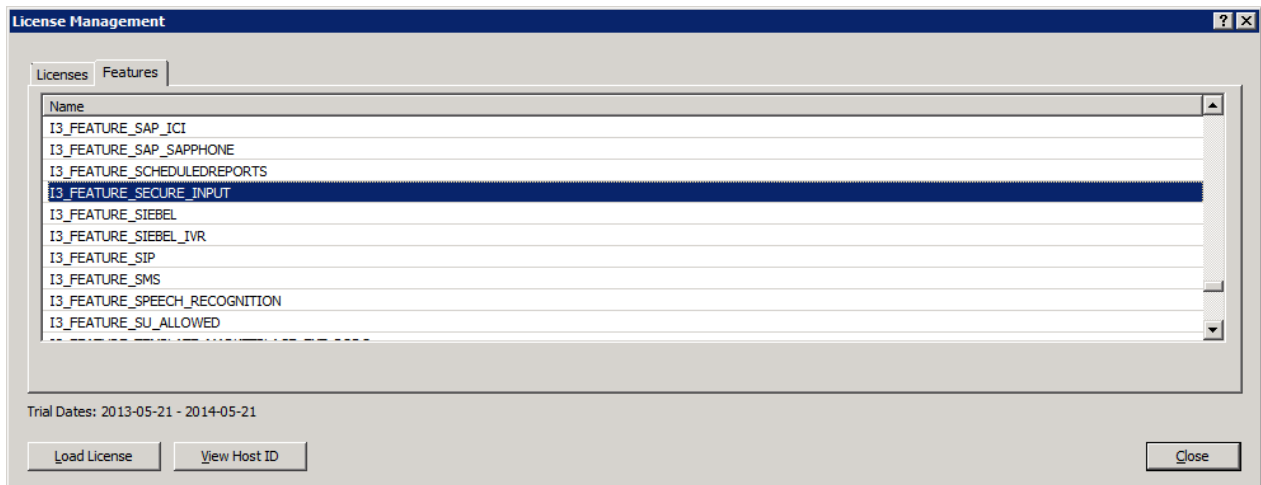 License Management
Licenses Features
Name
I3_FEATURE_SAP_ICI
I3_FEATURE_SAP_SAPPHONE
I3_FEATURE_SCHEDULEDREPORTS
I3_FEATURE_SECURE_INPUT
I3_FEATURE_SIEBEL
I3_FEATURE_SIEBEL_IVR
I3_FEATURE_SIP
I3_FEATURE_SMS
I3_FEATURE_SPEECH_RECOGNITION
I3_FEATURE_SU_ALLOWED
Trial Dates: 2013-05-21 - 2014-05-21
Load License View Host ID Close